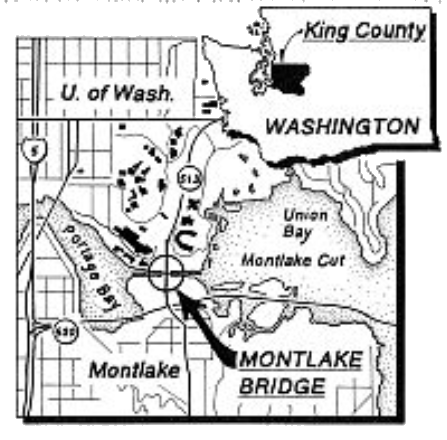 King County
WASHINGTON
U. of Wash.
5
513
Union
Bay
Portage Bay
Montlake Cut
520
Montlake
MONTLAKE
BRIDGE